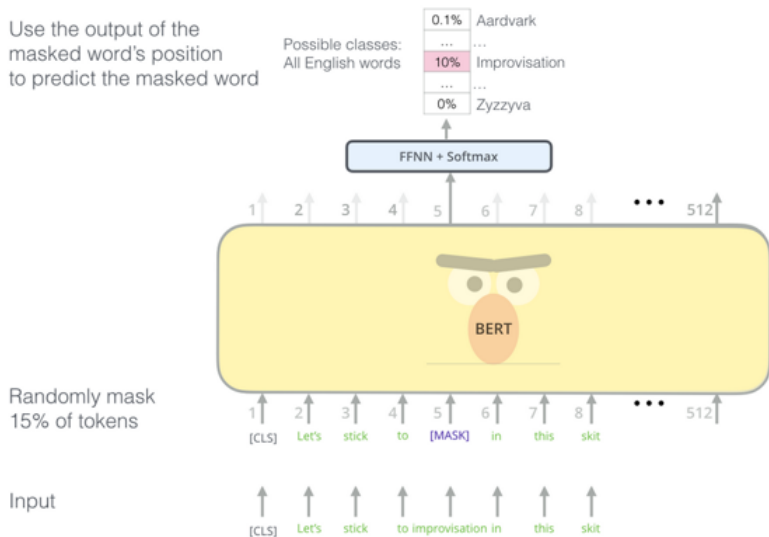 Use the output of the
masked word's position
to predict the masked word
Possible classes:
All English words
0.1% Aardvark
... ...
10% Improvisation
... ...
0% Zyzzyva
FFNN + Softmax
1 2 3 4 5 6 7 8 ••• 512
BERT
Randomly mask
15% of tokens
1 2 3 4 5 6 7 8 ••• 512
[CLS] Let's stick to [MASK] in this skit
Input
[CLS] Let's stick to improvisation in this skit